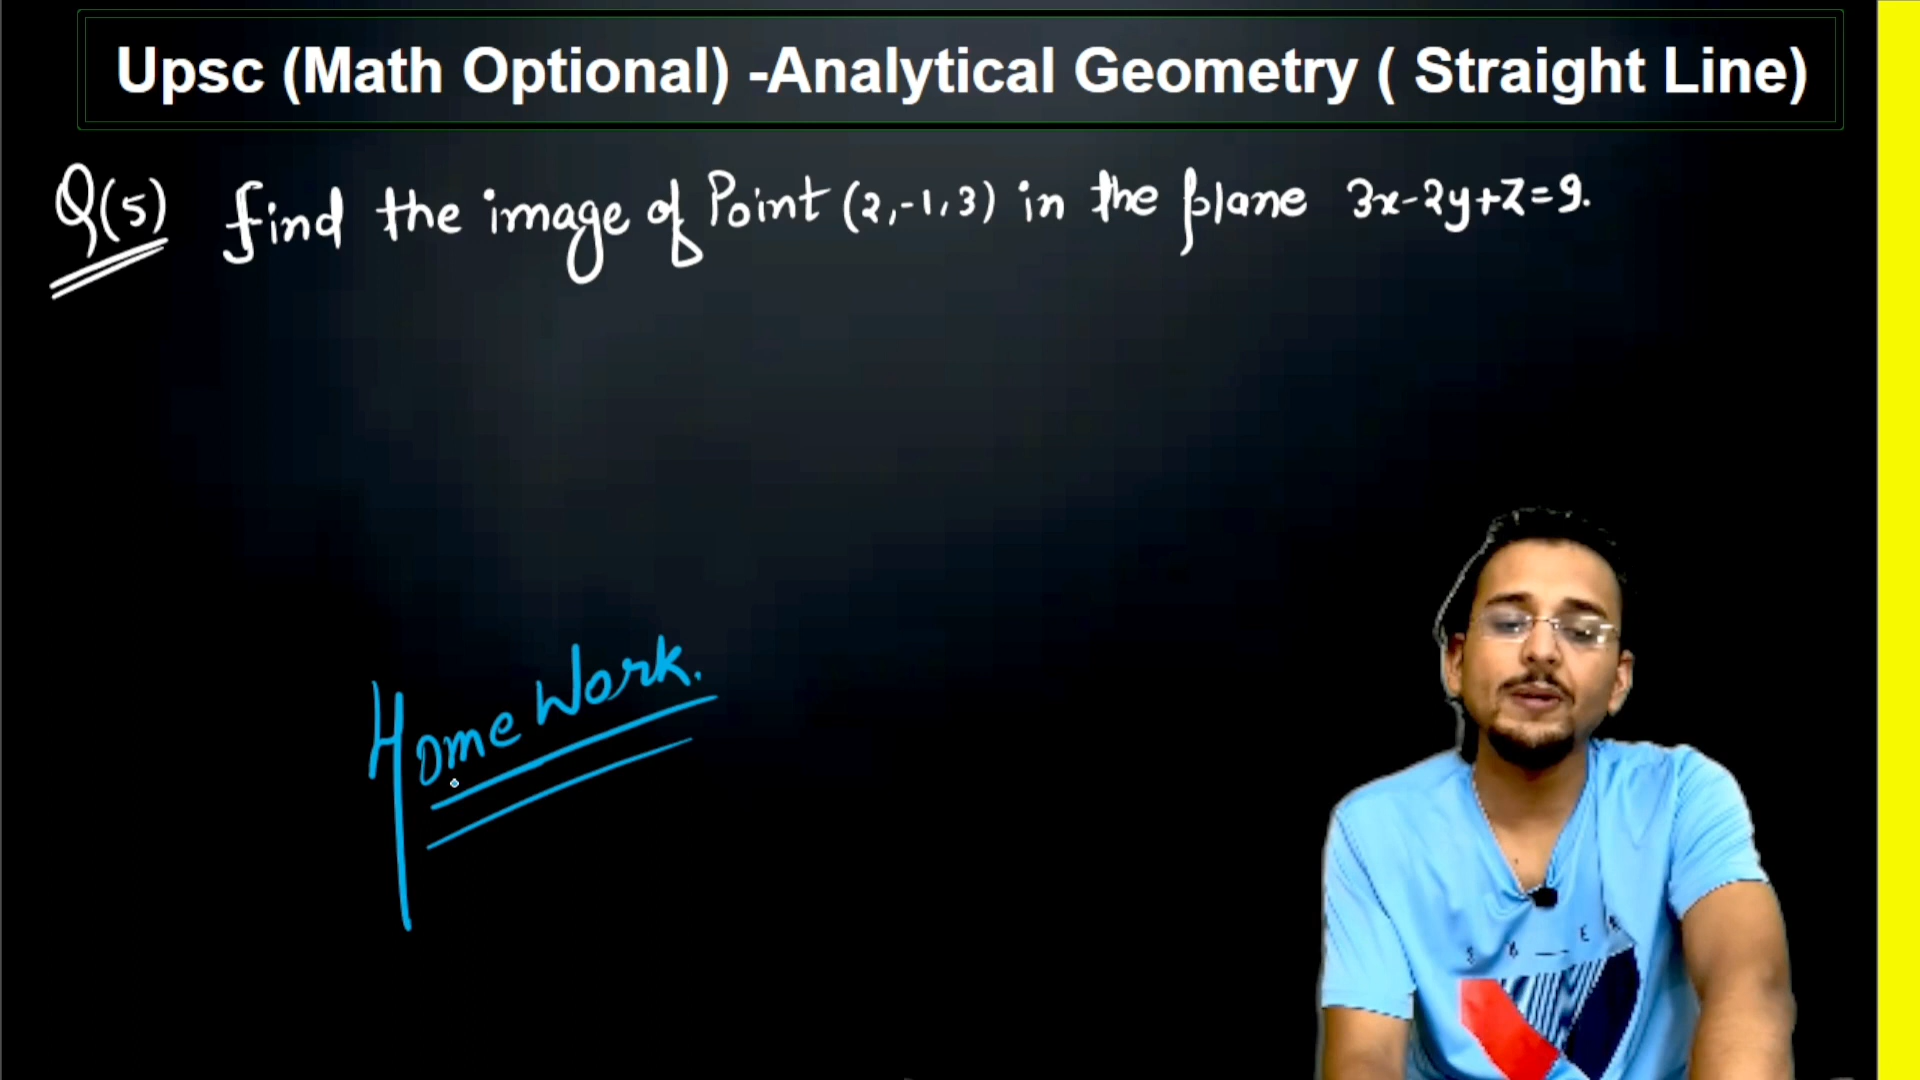 Upsc (Math Optional) -Analytical Geometry ( Straight Line)
Q(5) find the image of Point (2,-1,3) in the plane 3x-2y+z=9.
Home Work.